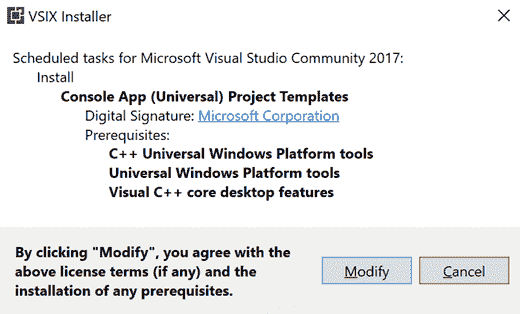 VSIX Installer
Scheduled tasks for Microsoft Visual Studio Community 2017:
Install
Console App (Universal) Project Templates
Digital Signature: Microsoft Corporation
Prerequisites:
C++ Universal Windows Platform tools
Universal Windows Platform tools
Visual C++ core desktop features
By clicking "Modify", you agree with the
above license terms (if any) and the
installation of any prerequisites.
Modify
Cancel